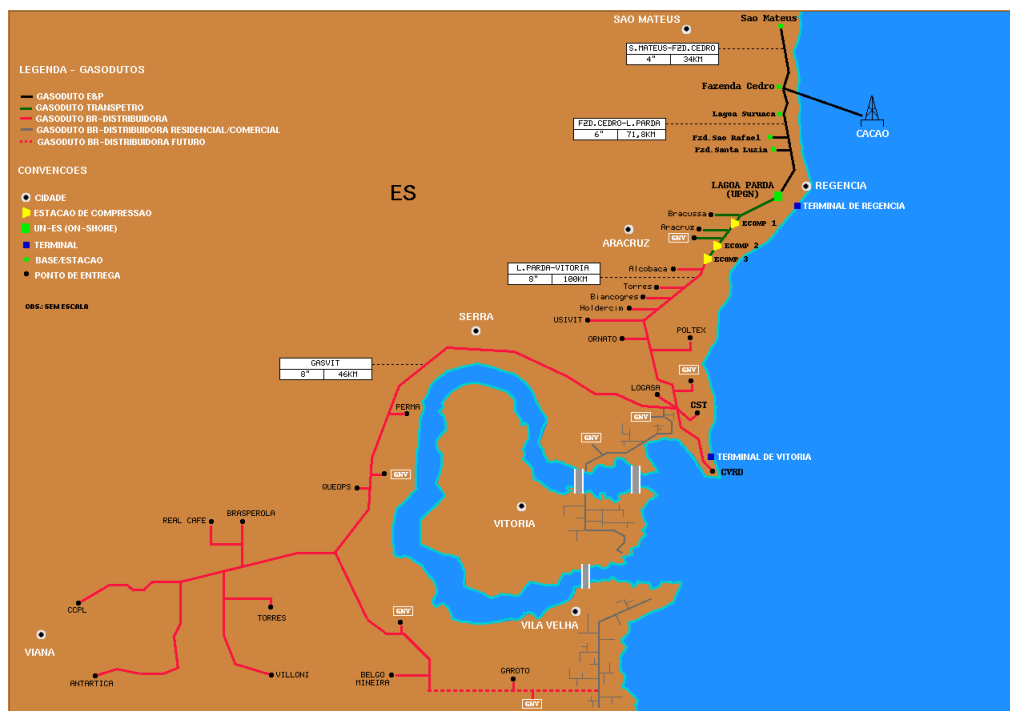 SAO MATEUS
Sao Mateus
S.MATEUS-FZD.CEDRO
4" 34KM
LEGENDA - GASODUTOS
GASODUTO E&P
GASODUTO TRANSPETRO
GASODUTO BR-DISTRIBUIDORA
GASODUTO BR-DISTRIBUIDORA RESIDENCIAL/COMERCIAL
GASODUTO BR-DISTRIBUIDORA FUTURO
Fazenda Cedro
CACAO
Lagoa Suruaca
FZD.CEDRO-L.PARDA
6" 71,8KM
Fzd.Sao Rafael
Fzd.Santa Luzia
CONVENCOES
CIDADE
ESTACAO DE COMPRESSAO
UN-ES (ON-SHORE)
TERMINAL
BASE/ESTACAO
PONTO DE ENTREGA
OBS.: SEM ESCALA
ES
LAGOA PARDA
(UPGN)
REGENCIA
TERMINAL DE REGENCIA
Bracussa
ECOMP 1
Aracruz
GNV
ECOMP 2
ARACRUZ
ECOMP 3
Alcobaca
L.PARDA-VITORIA
8" 100KM
Torres
Biancogres
Holdercim
USIVIT
SERRA
ORNATO
POLTEX
GASVIT
8" 46KM
GNV
LOGASA
CST
PERMA
GNV
GNV
TERMINAL DE VITORIA
CVRD
GNV
QUEOPS
VITORIA
REAL CAFE
BRASPEROLA
CCPL
TORRES
GNV
VILA VELHA
VIANA
ANTARTICA
VILLONI
BELGO
MINEIRA
GAROTO
GNV